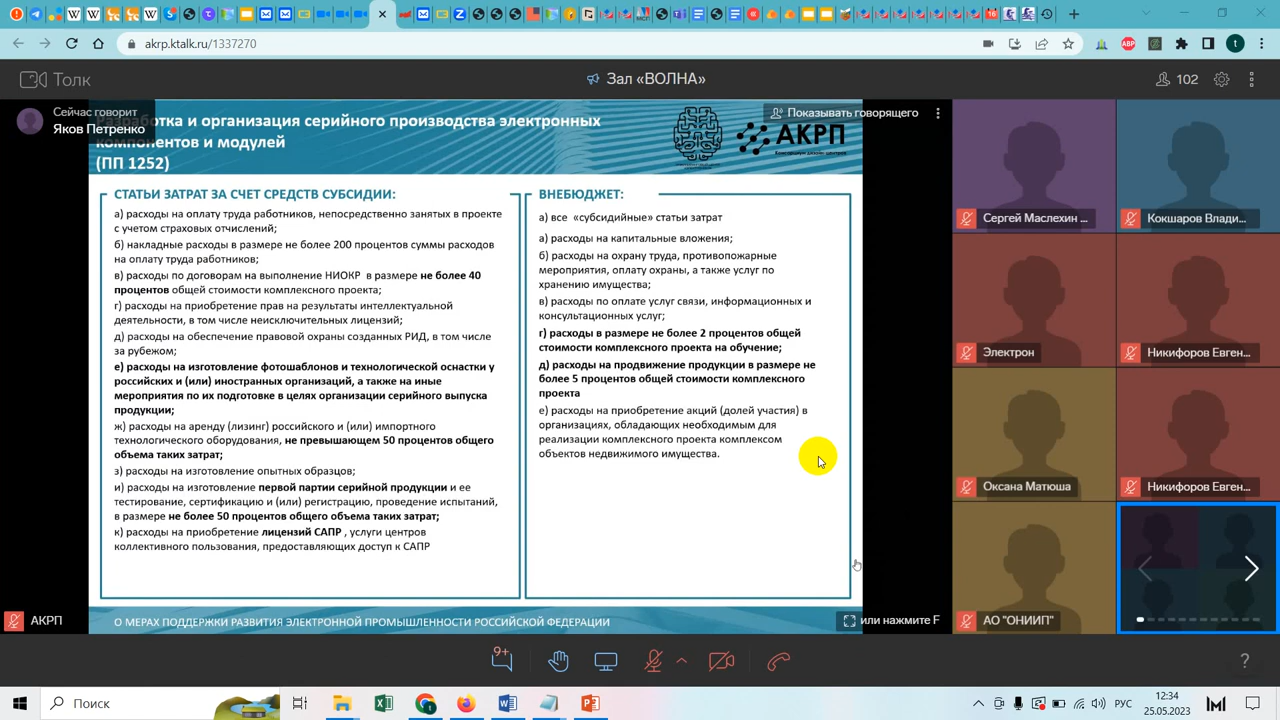 akrp.ktalk.ru/1337270
Толк
Зал «ВОЛНА»
102
Сейчас говорит
Яков Петренко
Разработка и организация серийного производства электронных
компонентов и модулей
(ПП 1252)
Показывать говорящего
АКРП
СТАТЬИ ЗАТРАТ ЗА СЧЕТ СРЕДСТВ СУБСИДИИ:
а) расходы на оплату труда работников, непосредственно занятых в проекте
с учетом страховых отчислений;
б) накладные расходы в размере не более 200 процентов суммы расходов
на оплату труда работников;
в) расходы по договорам на выполнение НИОКР в размере не более 40
процентов общей стоимости комплексного проекта;
г) расходы на приобретение прав на результаты интеллектуальной
деятельности, в том числе неисключительных лицензий;
д) расходы на обеспечение правовой охраны созданных РИД, в том числе
за рубежом;
е) расходы на изготовление фотошаблонов и технологической оснастки у
российских и (или) иностранных организаций, а также на иные
мероприятия по их подготовке в целях организации серийного выпуска
продукции;
ж) расходы на аренду (лизинг) российского и (или) импортного
технологического оборудования, не превышающем 50 процентов общего
объема таких затрат;
з) расходы на изготовление опытных образцов;
и) расходы на изготовление первой партии серийной продукции и ее
тестирование, сертификацию и (или) регистрацию, проведение испытаний,
в размере не более 50 процентов общего объема таких затрат;
к) расходы на приобретение лицензий САПР , услуги центров
коллективного пользования, предоставляющих доступ к САПР
ВНЕБЮДЖЕТ:
а) все «субсидийные» статьи затрат
а) расходы на капитальные вложения;
б) расходы на охрану труда, противопожарные
мероприятия, оплату охраны, а также услуг по
хранению имущества;
в) расходы по оплате услуг связи, информационных и
консультационных услуг;
г) расходы в размере не более 2 процентов общей
стоимости комплексного проекта на обучение;
д) расходы на продвижение продукции в размере не
более 5 процентов общей стоимости комплексного
проекта
е) расходы на приобретение акций (долей участия) в
организациях, обладающих необходимым для
реализации комплексного проекта комплексом
объектов недвижимого имущества.
О МЕРАХ ПОДДЕРЖКИ РАЗВИТИЯ ЭЛЕКТРОННОЙ ПРОМЫШЛЕННОСТИ РОССИЙСКОЙ ФЕДЕРАЦИИ
АКРП
или нажмите F
Сергей Маслехин ...
Кокшаров Влади...
Электрон
Никифоров Евген...
Оксана Матюша
Никифоров Евген...
АО "ОНИИП"
9+
?
Поиск
РУС
12:34
25.05.2023